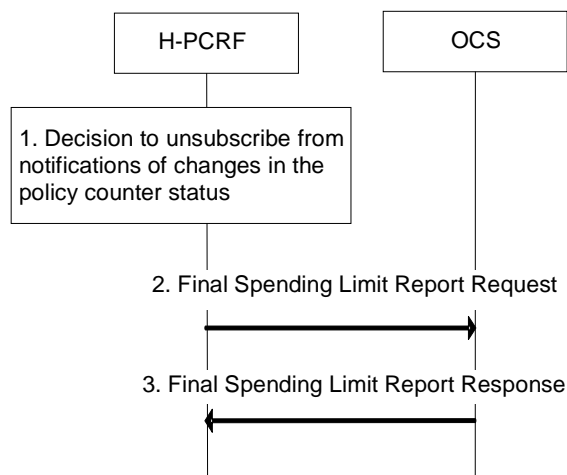 H-PCRF
OCS
1. Decision to unsubscribe from
notifications of changes in the
policy counter status
2. Final Spending Limit Report Request
3. Final Spending Limit Report Response